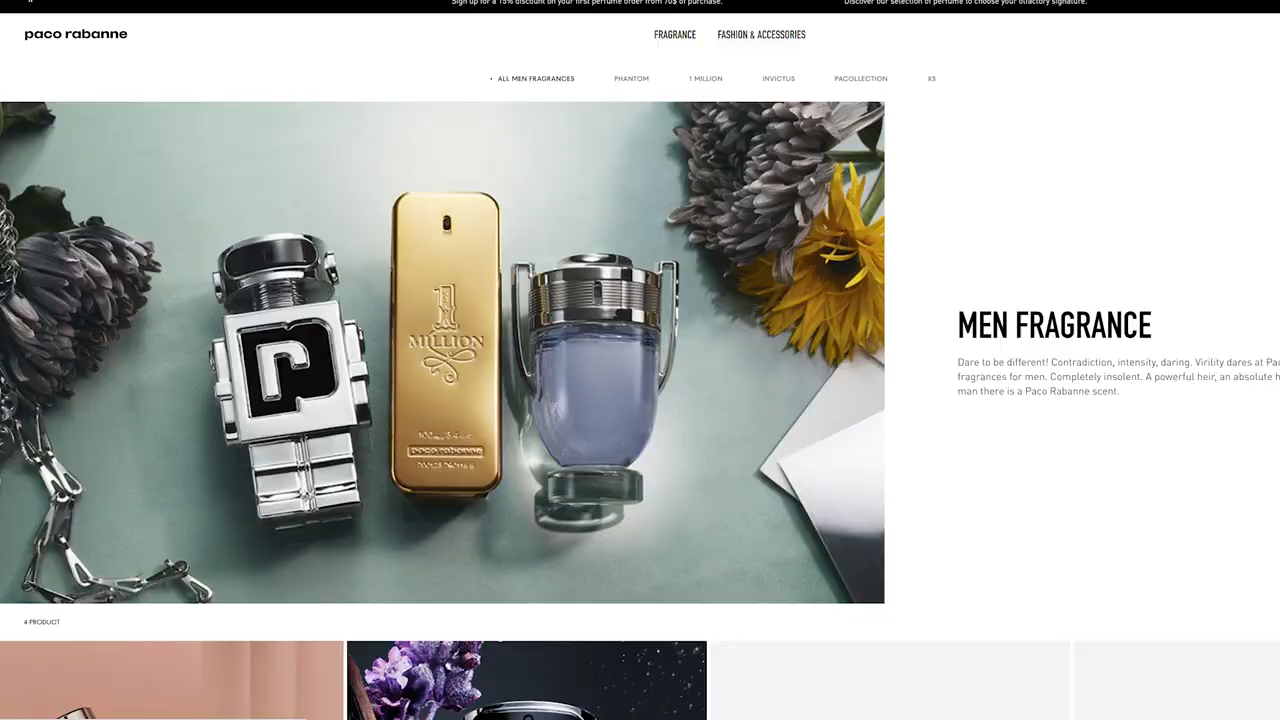 Sign up for a 15% discount on your first perfume order from 70$ of purchase.
Discover our selection of perfume to choose your olfactory signature.
paco rabanne
FRAGRANCE
FASHION & ACCESSORIES
• ALL MEN FRAGRANCES
PHANTOM
1 MILLION
INVICTUS
PACOLLECTION
XS
1
MILLION
paco rabanne
MEN FRAGRANCE
Dare to be different! Contradiction, intensity, daring. Virility dares at Pac
fragrances for men. Completely insolent. A powerful heir, an absolute h
man there is a Paco Rabanne scent.
4 PRODUCT